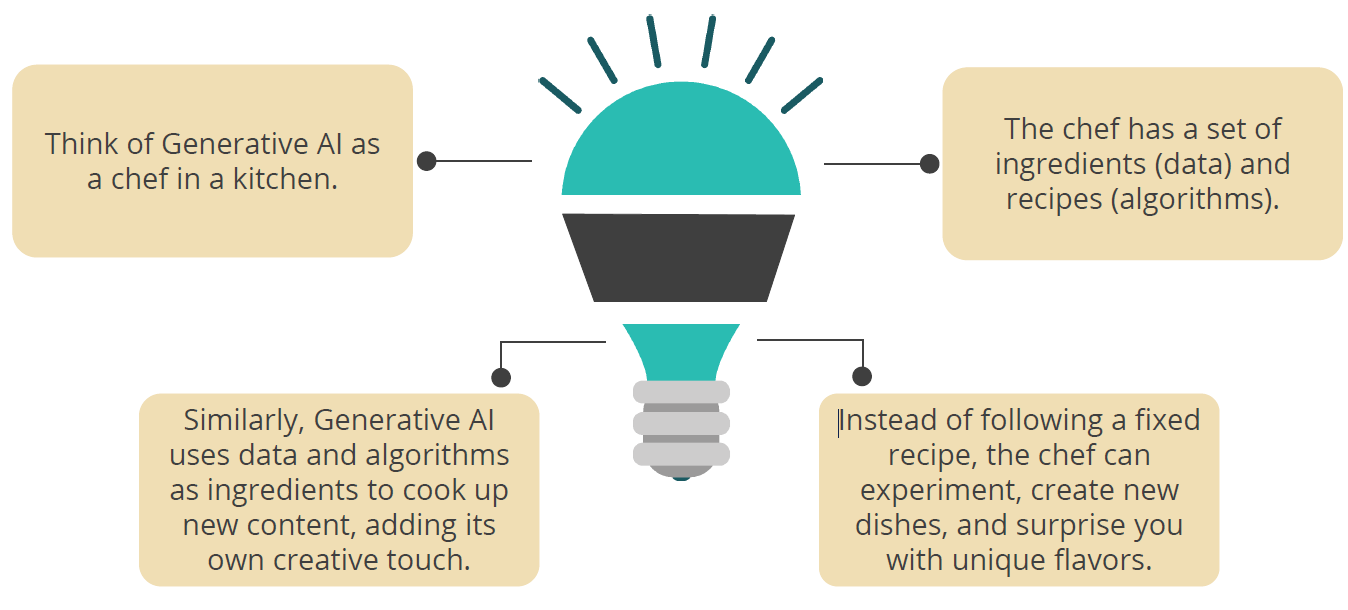 Think of Generative AI as
a chef in a kitchen.
The chef has a set of
ingredients (data) and
recipes (algorithms).
Instead of following a fixed
recipe, the chef can
experiment, create new
dishes, and surprise you
with unique flavors.
Similarly, Generative AI
uses data and algorithms
as ingredients to cook up
new content, adding its
own creative touch.